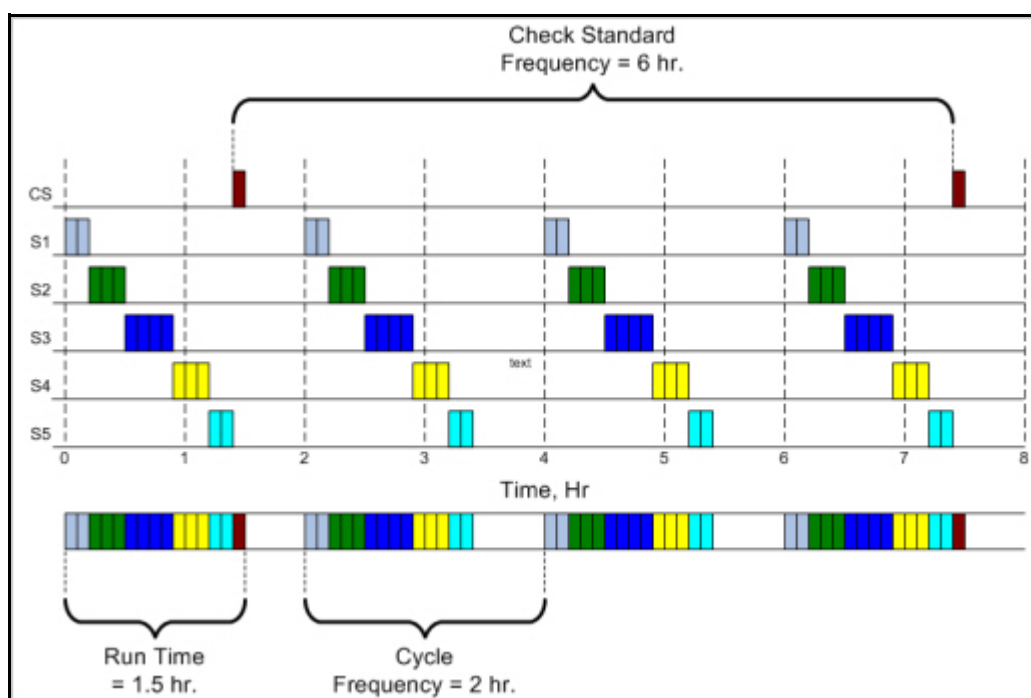 Check Standard
Frequency = 6 hr.
CS
S1
S2
S3
text
S4
S5
0 1 2 3 4 5 6 7 8
Time, Hr
Run Time
= 1.5 hr.
Cycle
Frequency = 2 hr.